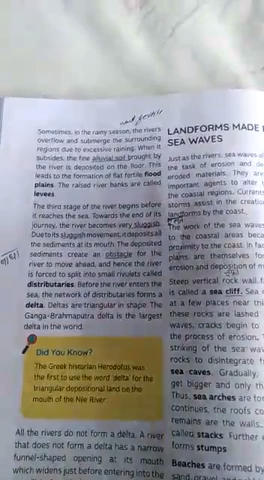 Sometimes, in the rainy season, the rivers
overflow and submerge the surrounding
regions due to excessive raining. When it
subsides, the fine alluvial soil brought by
the river is deposited on the floor. This
leads to the formation of flat fertile flood
plains. The raised river banks are called
levees.
The third stage of the river begins before
it reaches the sea. Towards the end of its
journey, the river becomes very sluggish.
Due to sluggish movement, it deposits all
the sediments at its mouth. The deposited
sediments create an obstacle for the
river to move ahead, and hence the river
is forced to split into small rivulets called
distributaries. Before the river enters the
sea, the network of distributaries forms a
delta. Deltas are triangular in shape. The
Ganga-Brahmaputra delta is the largest
delta in the world.
Did You Know?
The Greek historian Herodotus was
the first to use the word 'delta' for the
triangular depositional land on the
mouth of the Nile River.
All the rivers do not form a delta. A river
that does not form a delta has a narrow
funnel-shaped opening at its mouth
which widens just before entering into the
LANDFORMS MADE
SEA WAVES
Just as the rivers, sea waves
the task of erosion and de
eroded materials. They are
important agents to alter
the coastal regions. Current
storms assist in the creatio
landforms by the coast.
The work of the sea waves
to the coastal areas beca
proximity to the coast. In fac
plains are themselves for
erosion and deposition of m
Steep vertical rock wall f
is called a sea cliff. Sea
at a few places near thi
these rocks are lashed
waves, cracks begin to
the process of erosion.
striking of the sea wav
rocks to disintegrate
sea caves. Gradually,
get bigger and only th
Thus, sea arches are for
continues, the roofs co
remains are the walls.
called stacks. Further
forms stumps
Beaches are formed by
sand, gravel and